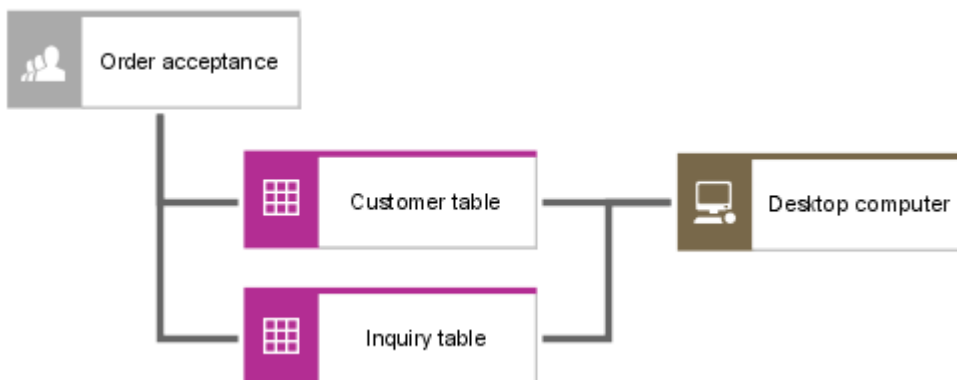 Order acceptance
Customer table
Desktop computer
Inquiry table